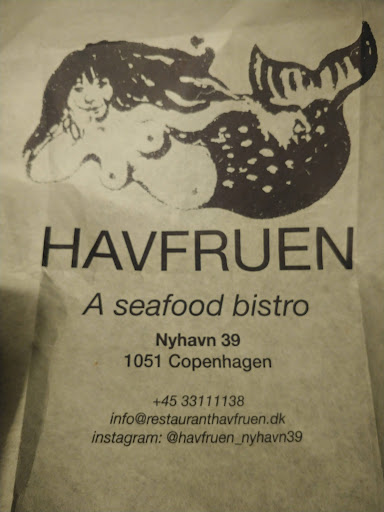 HAVFRUEN
A seafood bistro
Nyhavn 39
1051 Copenhagen
+45 33111138
info@restauranthavfruen.dk
instagram: @havfruen_nyhavn39